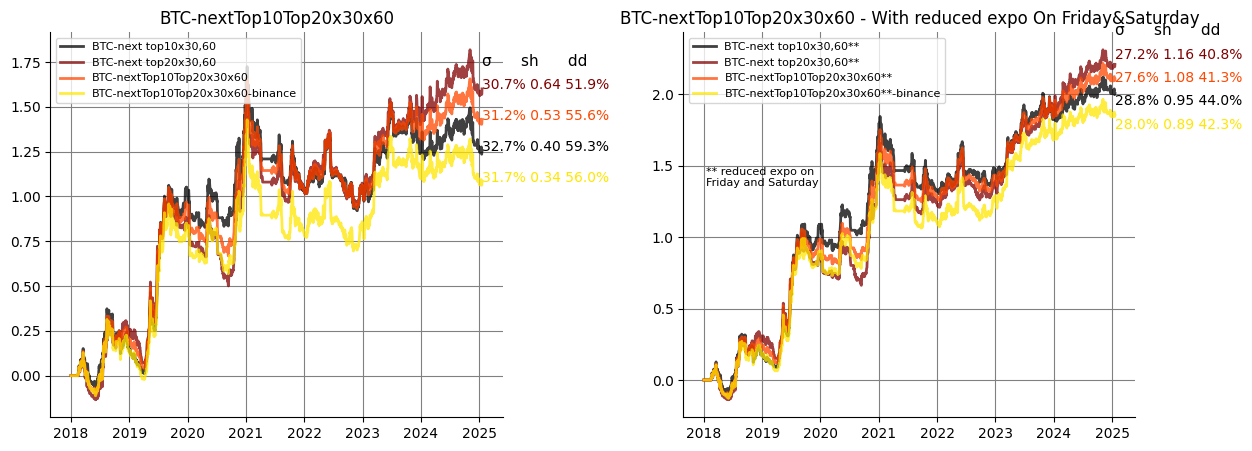 BTC-nextTop10Top20x30x60
BTC-next top10x30,60
BTC-next top20x30,60
BTC-nextTop10Top20x30x60
BTC-nextTop10Top20x30x60-binance
σ sh dd
30.7% 0.64 51.9%
31.2% 0.53 55.6%
32.7% 0.40 59.3%
31.7% 0.34 56.0%
1.75
1.50
1.25
1.00
0.75
0.50
0.25
0.00
2018 2019 2020 2021 2022 2023 2024 2025
BTC-nextTop10Top20x30x60 - With reduced expo On Friday&Saturday
BTC-next top10x30,60**
BTC-next top20x30,60**
BTC-nextTop10Top20x30x60**
BTC-nextTop10Top20x30x60**-binance
σ sh dd
27.2% 1.16 40.8%
27.6% 1.08 41.3%
28.8% 0.95 44.0%
28.0% 0.89 42.3%
** reduced expo on
Friday and Saturday
2.0
1.5
1.0
0.5
0.0
2018 2019 2020 2021 2022 2023 2024 2025